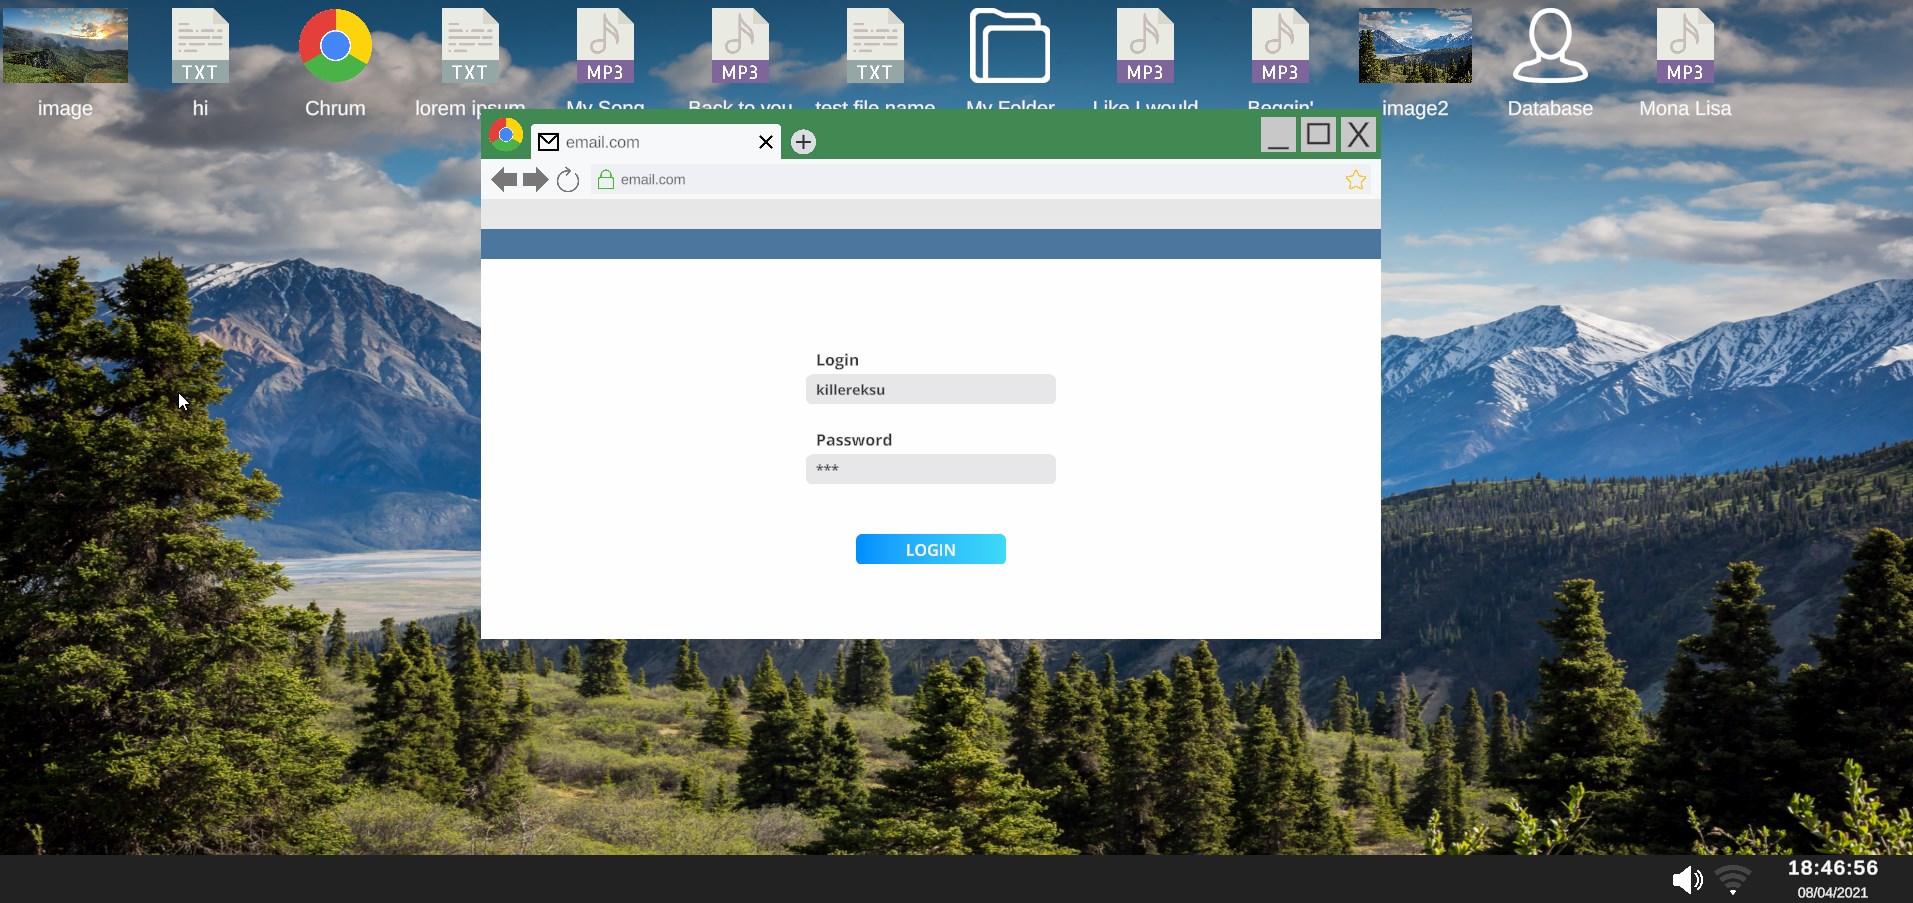 TXT
TXT
MP3
MP3
TXT
MP3
MP3
MP3
image
hi
Chrum
lorem ipsum
My Song
Back to you
test file name
My Folder
Like I would
Beggin'
image2
Database
Mona Lisa
email.com
email.com
Login
killereksu
Password
***
LOGIN
18:46:56
08/04/2021